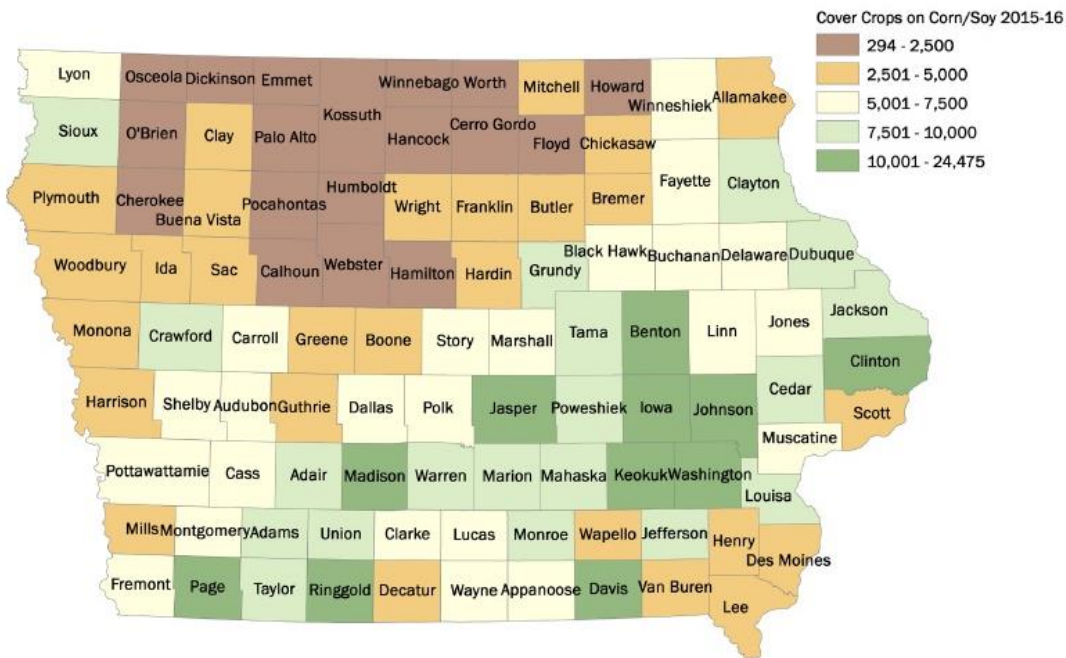 Cover Crops on Corn/Soy 2015-16
294 - 2,500
2,501 - 5,000
5,001 - 7,500
7,501 - 10,000
10,001 - 24,475
Lyon Osceola Dickinson Emmet Winnebago Worth Mitchell Howard Winneshiek Allamakee
Kossuth
Sioux O'Brien Clay Palo Alto Hancock Cerro Gordo Floyd Chickasaw
Fayette Clayton
Plymouth Cherokee Buena Vista Pocahontas Humboldt Wright Franklin Butler Bremer
Black Hawk Buchanan Delaware Dubuque
Woodbury Ida Sac Calhoun Webster Hamilton Hardin Grundy
Jackson
Monona Crawford Carroll Greene Boone Story Marshall Tama Benton Linn Jones
Clinton
Cedar
Harrison Shelby Audubon Guthrie Dallas Polk Jasper Poweshiek Iowa Johnson Scott
Muscatine
Pottawattamie Cass Adair Madison Warren Marion Mahaska Keokuk Washington
Louisa
Mills Montgomery Adams Union Clarke Lucas Monroe Wapello Jefferson Henry
Des Moines
Fremont Page Taylor Ringgold Decatur Wayne Appanoose Davis Van Buren
Lee